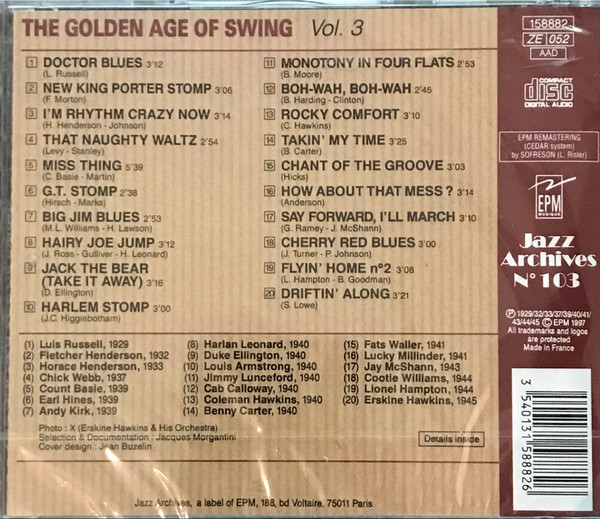 THE GOLDEN AGE OF SWING Vol. 3
1 DOCTOR BLUES 3'12
(L. Russell)
2 NEW KING PORTER STOMP 3'06
(F. Morton)
3 I'M RHYTHM CRAZY NOW 3'14
(H. Henderson - Johnson)
4 THAT NAUGHTY WALTZ 2'54
(Levy - Stanley)
5 MISS THING 5'39
(C. Basie - Martin)
6 G.T. STOMP 2'38
(Hirsch - Marks)
7 BIG JIM BLUES 2'53
(M.L. Williams - H. Lawson)
8 HAIRY JOE JUMP 3'12
(J. Ross - Gulliver - H. Leonard)
9 JACK THE BEAR
(TAKE IT AWAY) 3'16
(D. Ellington)
10 HARLEM STOMP 3'00
(J.C. Higginbotham)
11 MONOTONY IN FOUR FLATS 2'53
(B. Moore)
12 BOH-WAH, BOH-WAH 2'45
(B. Harding - Clinton)
13 ROCKY COMFORT 3'10
(C. Hawkins)
14 TAKIN' MY TIME 3'25
(B. Carter)
15 CHANT OF THE GROOVE 3'03
(Hicks)
16 HOW ABOUT THAT MESS ? 3'14
(Anderson)
17 SAY FORWARD, I'LL MARCH 3'10
(G. Ramey - J. McShann)
18 CHERRY RED BLUES 3'03
(J. Turner - P. Johnson)
19 FLYIN' HOME n°2 3'08
(L. Hampton - B. Goodman)
20 DRIFTIN' ALONG 3'21
(S. Lowe)
(1) Luis Russell, 1929
(2) Fletcher Henderson, 1932
(3) Horace Henderson, 1933
(4) Chick Webb, 1937
(5) Count Basie, 1939
(6) Earl Hines, 1939
(7) Andy Kirk, 1939
(8) Harlan Leonard, 1940
(9) Duke Ellington, 1940
(10) Louis Armstrong, 1940
(11) Jimmy Lunceford, 1940
(12) Cab Calloway, 1940
(13) Coleman Hawkins, 1940
(14) Benny Carter, 1940
(15) Fats Waller, 1941
(16) Lucky Millinder, 1941
(17) Jay McShann, 1943
(18) Cootie Williams, 1944
(19) Lionel Hampton, 1944
(20) Erskine Hawkins, 1945
Photo : X (Erskine Hawkins & His Orchestra)
Selection & Documentation : Jacques Morgantini
Cover design : Jean Buzelin
Details inside
Jazz Archives, a label of EPM, 188, bd Voltaire, 75011 Paris
158882
ZE 052
AAD
COMPACT
disc
DIGITAL AUDIO
EPM REMASTERING
(CEDAR system)
by SOFRESON (L. Risler)
EPM
MUSIQUE
Jazz
Archives
N° 103
℗ 1929/32/33/37/39/40/41/
43/44/45 © EPM 1997
All trademarks and logos
are protected
Made in France
3 540131 588826